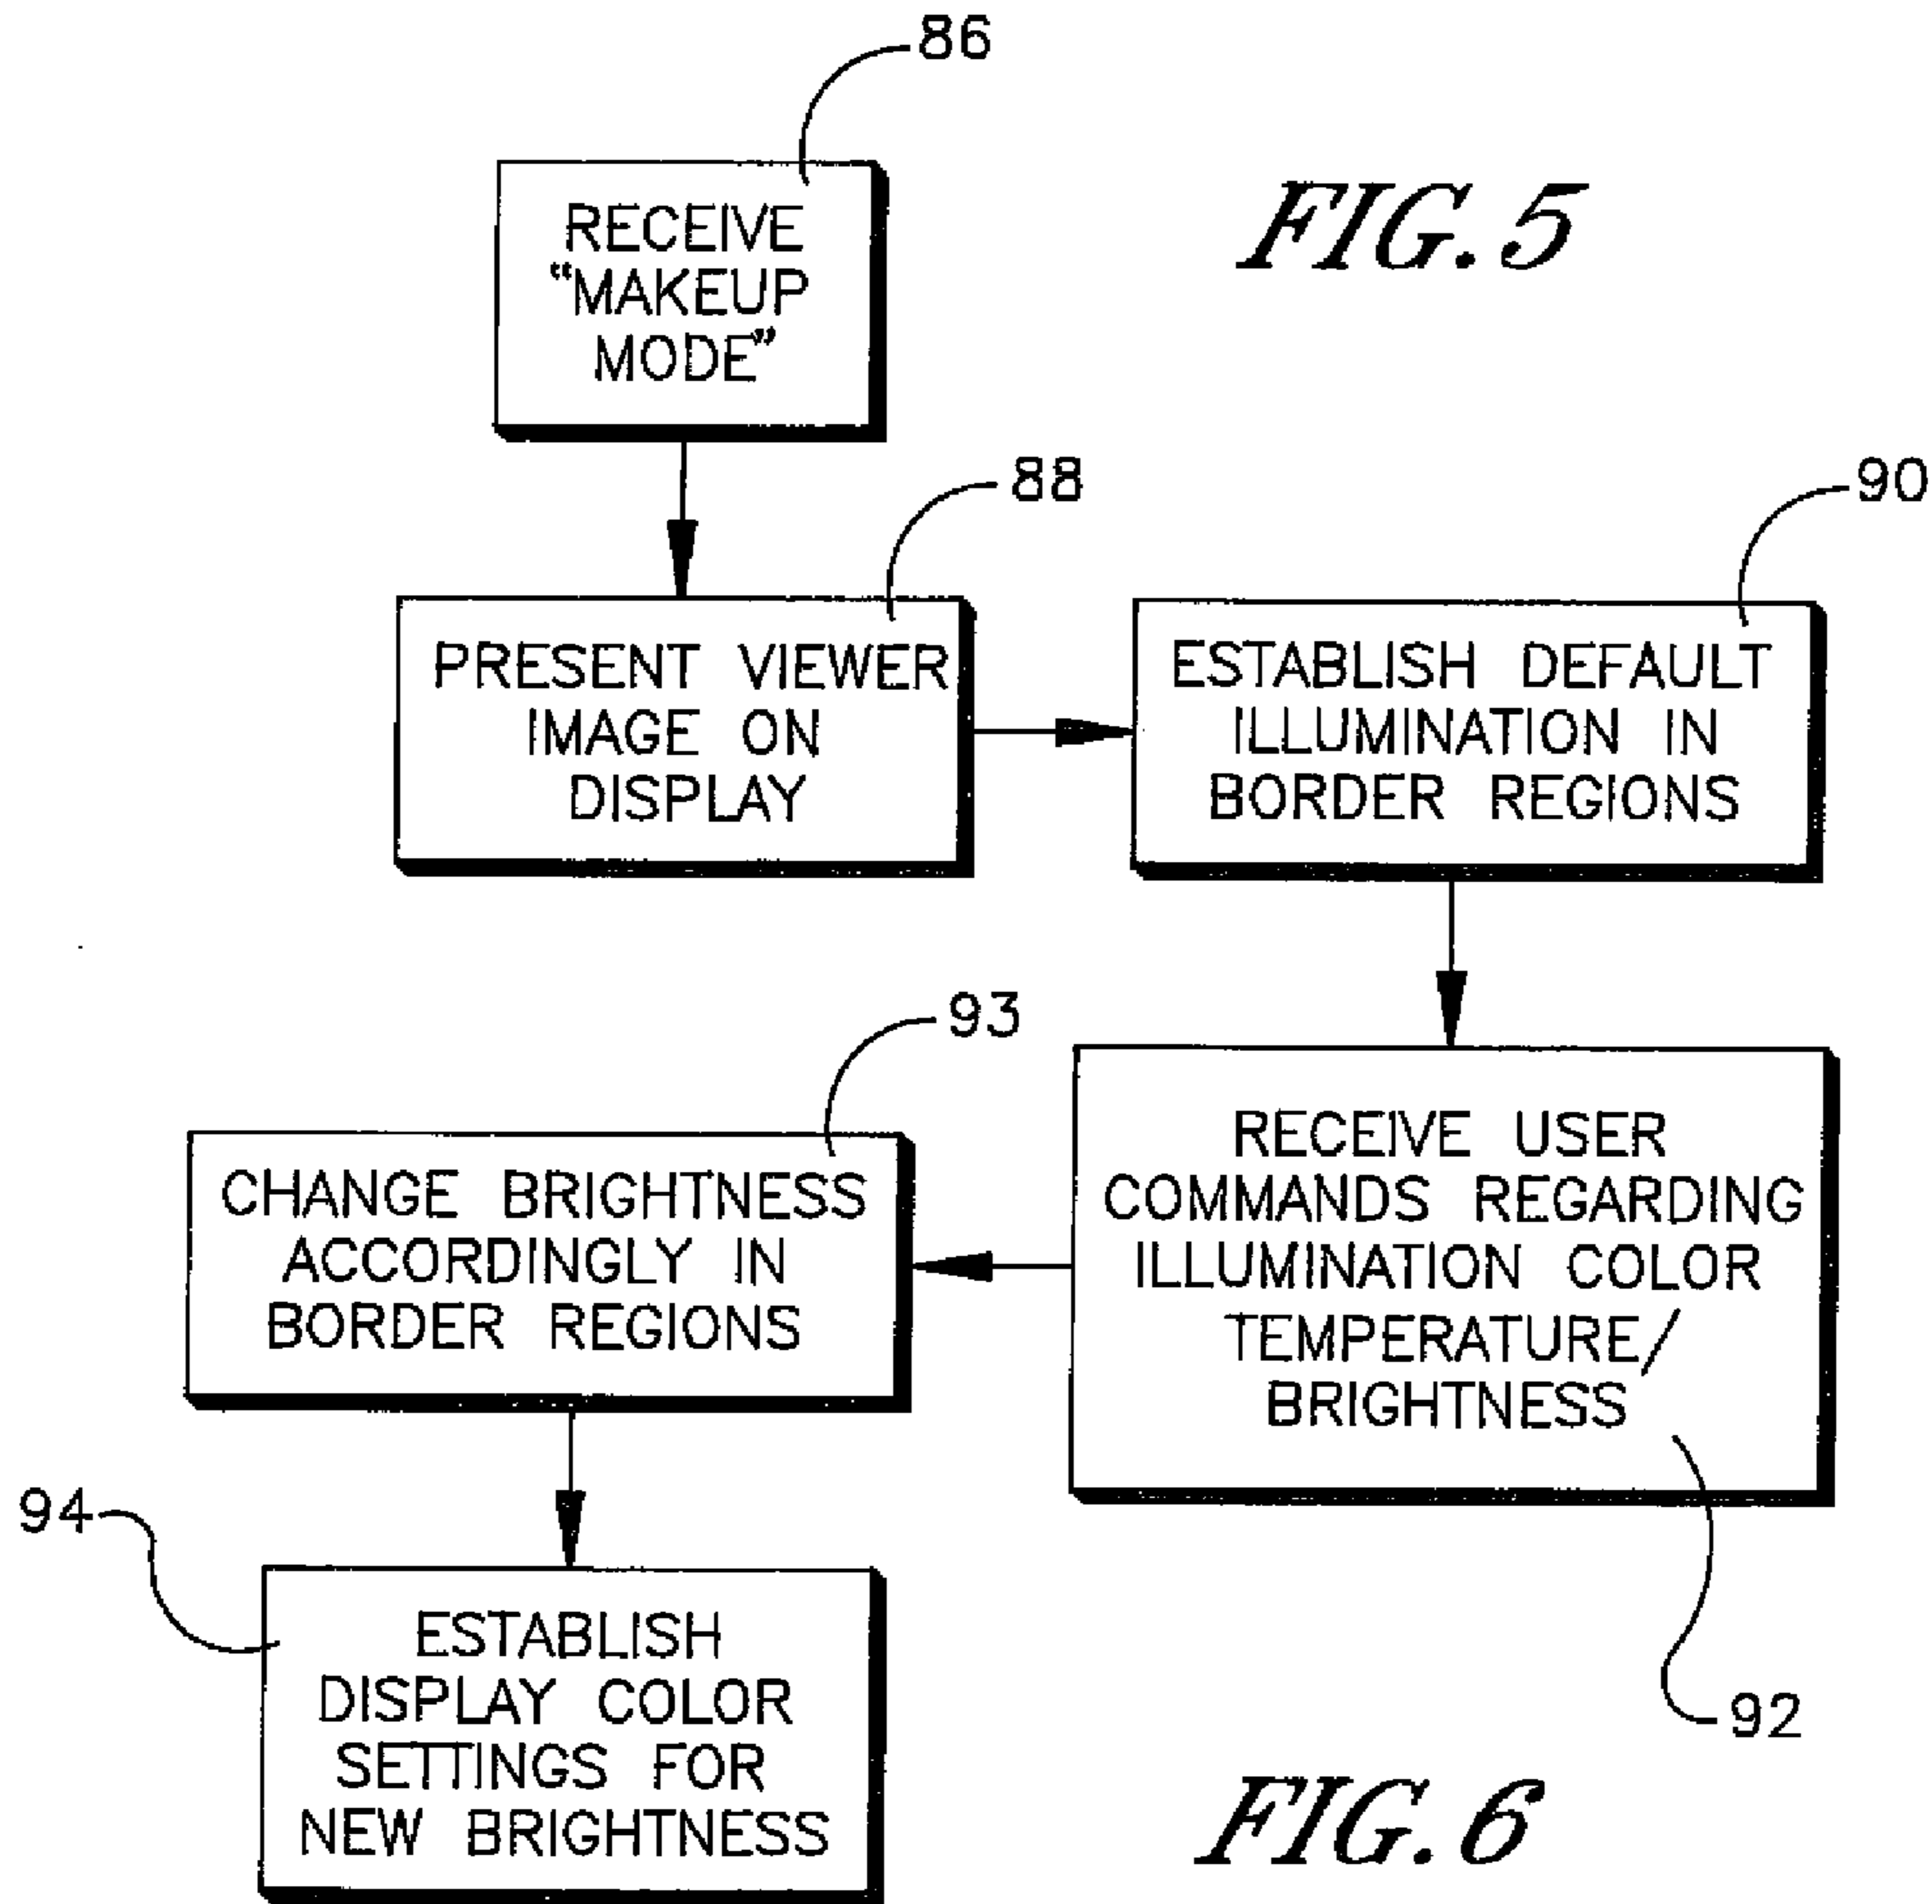 86
RECEIVE
“MAKEUP
MODE”
FIG. 5
88
PRESENT VIEWER
IMAGE ON
DISPLAY
90
ESTABLISH DEFAULT
ILLUMINATION IN
BORDER REGIONS
92
RECEIVE USER
COMMANDS REGARDING
ILLUMINATION COLOR
TEMPERATURE/
BRIGHTNESS
93
CHANGE BRIGHTNESS
ACCORDINGLY IN
BORDER REGIONS
94
ESTABLISH
DISPLAY COLOR
SETTINGS FOR
NEW BRIGHTNESS
FIG. 6